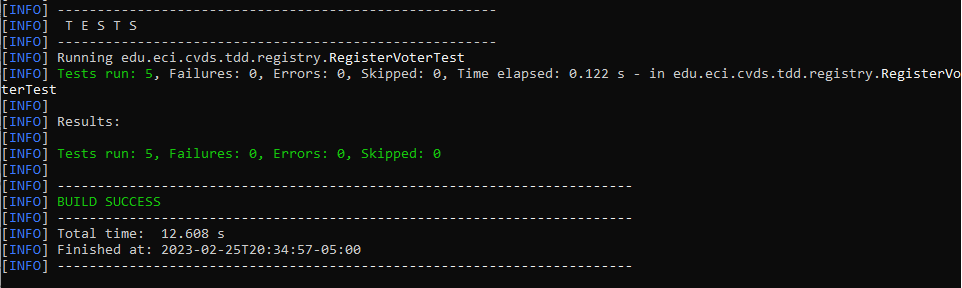 [INFO] -------------------------------------------------------
[INFO]  T E S T S
[INFO] -------------------------------------------------------
[INFO] Running edu.eci.cvds.tdd.registry.RegisterVoterTest
[INFO] Tests run: 5, Failures: 0, Errors: 0, Skipped: 0, Time elapsed: 0.122 s - in edu.eci.cvds.tdd.registry.RegisterVo
terTest
[INFO]
[INFO] Results:
[INFO]
[INFO] Tests run: 5, Failures: 0, Errors: 0, Skipped: 0
[INFO]
[INFO] ------------------------------------------------------------------------
[INFO] BUILD SUCCESS
[INFO] ------------------------------------------------------------------------
[INFO] Total time:  12.608 s
[INFO] Finished at: 2023-02-25T20:34:57-05:00
[INFO] ------------------------------------------------------------------------